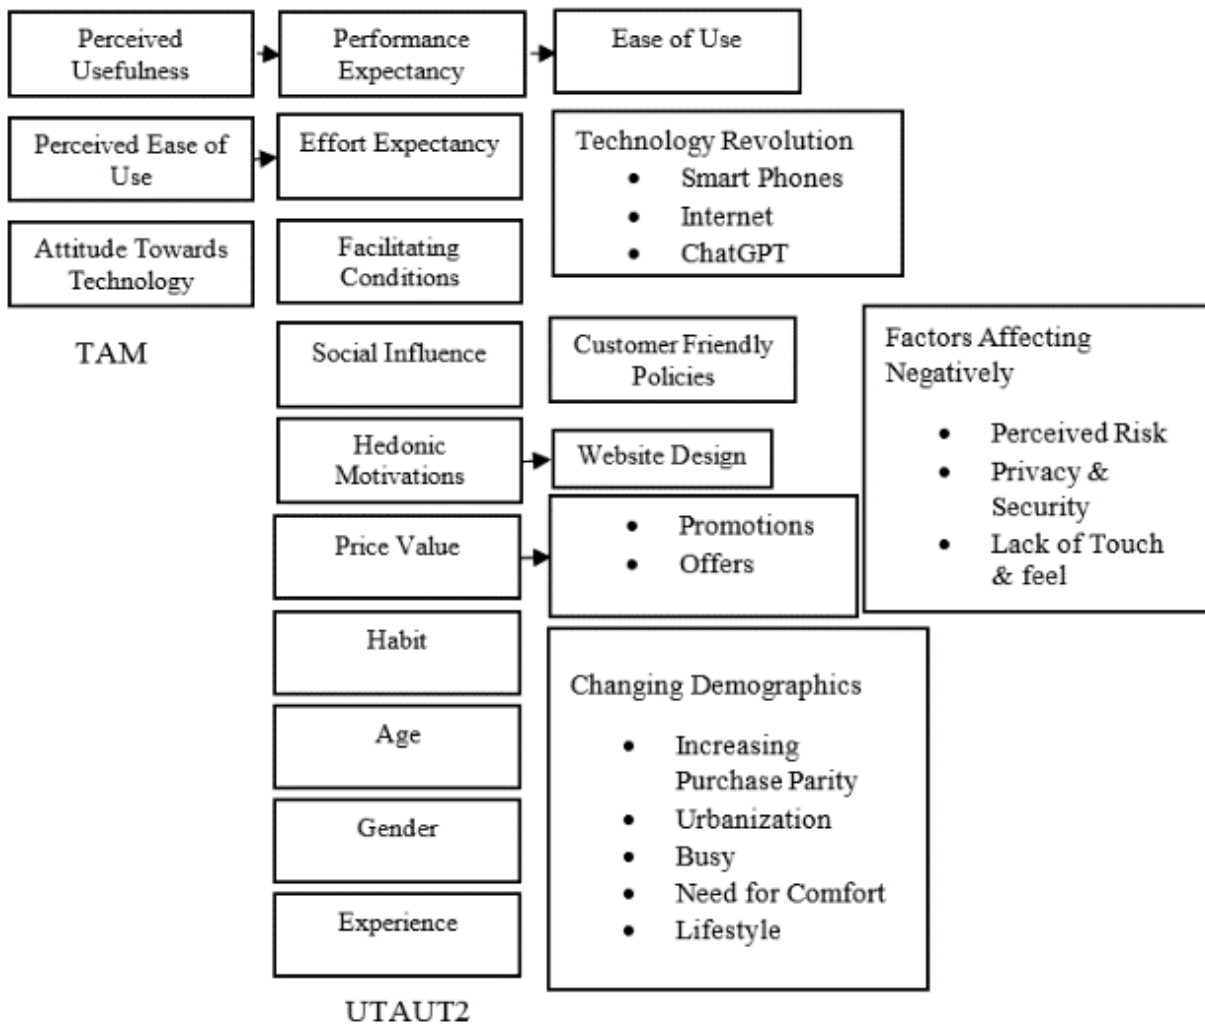 Perceived
Usefulness
Performance
Expectancy
Ease of Use
Perceived Ease of
Use
Effort Expectancy
Technology Revolution
• Smart Phones
• Internet
• ChatGPT
Attitude Towards
Technology
Facilitating
Conditions
TAM
Social Influence
Customer Friendly
Policies
Factors Affecting
Negatively
• Perceived Risk
• Privacy &
Security
• Lack of Touch
& feel
Hedonic
Motivations
Website Design
Price Value
• Promotions
• Offers
Habit
Age
Gender
Experience
Changing Demographics
• Increasing
Purchase Parity
• Urbanization
• Busy
• Need for Comfort
• Lifestyle
UTAUT2